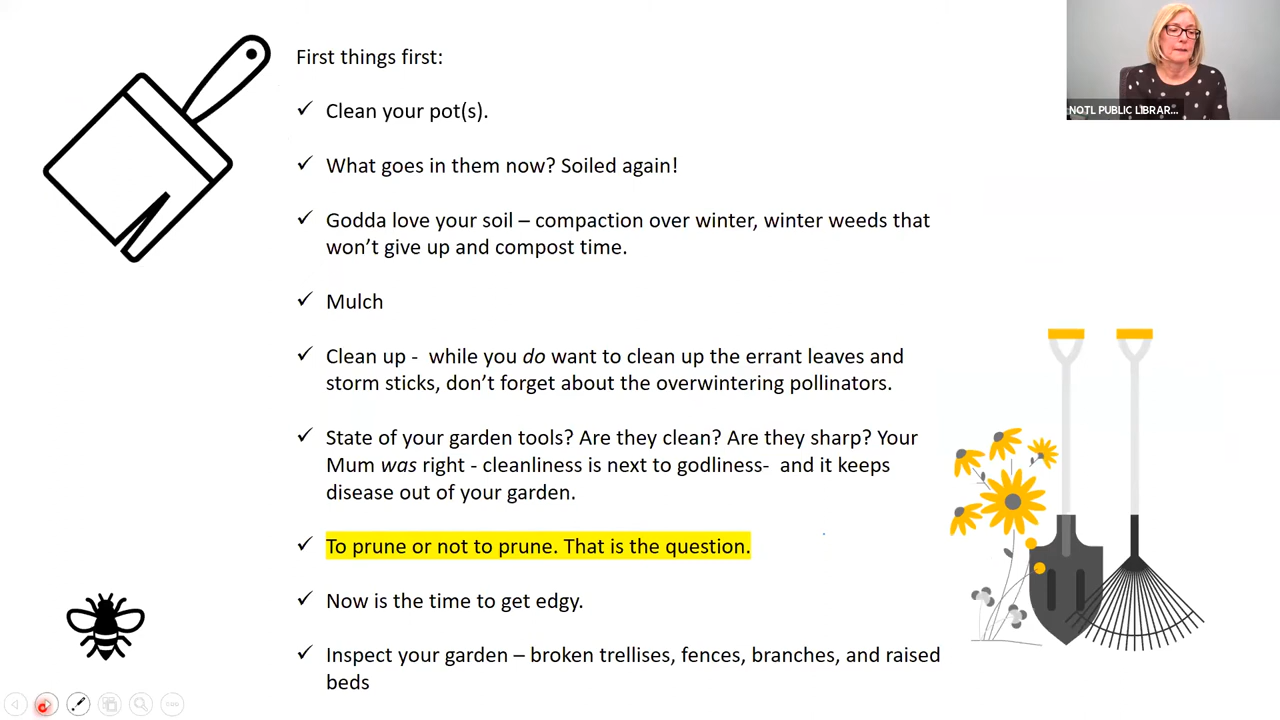 First things first:
✓ Clean your pot(s).
✓ What goes in them now? Soiled again!
✓ Godda love your soil – compaction over winter, winter weeds that
won't give up and compost time.
✓ Mulch
✓ Clean up -  while you do want to clean up the errant leaves and
storm sticks, don't forget about the overwintering pollinators.
✓ State of your garden tools? Are they clean? Are they sharp? Your
Mum was right - cleanliness is next to godliness-  and it keeps
disease out of your garden.
✓ To prune or not to prune. That is the question.
✓ Now is the time to get edgy.
✓ Inspect your garden – broken trellises, fences, branches, and raised
beds
NOTL PUBLIC LIBRAR...